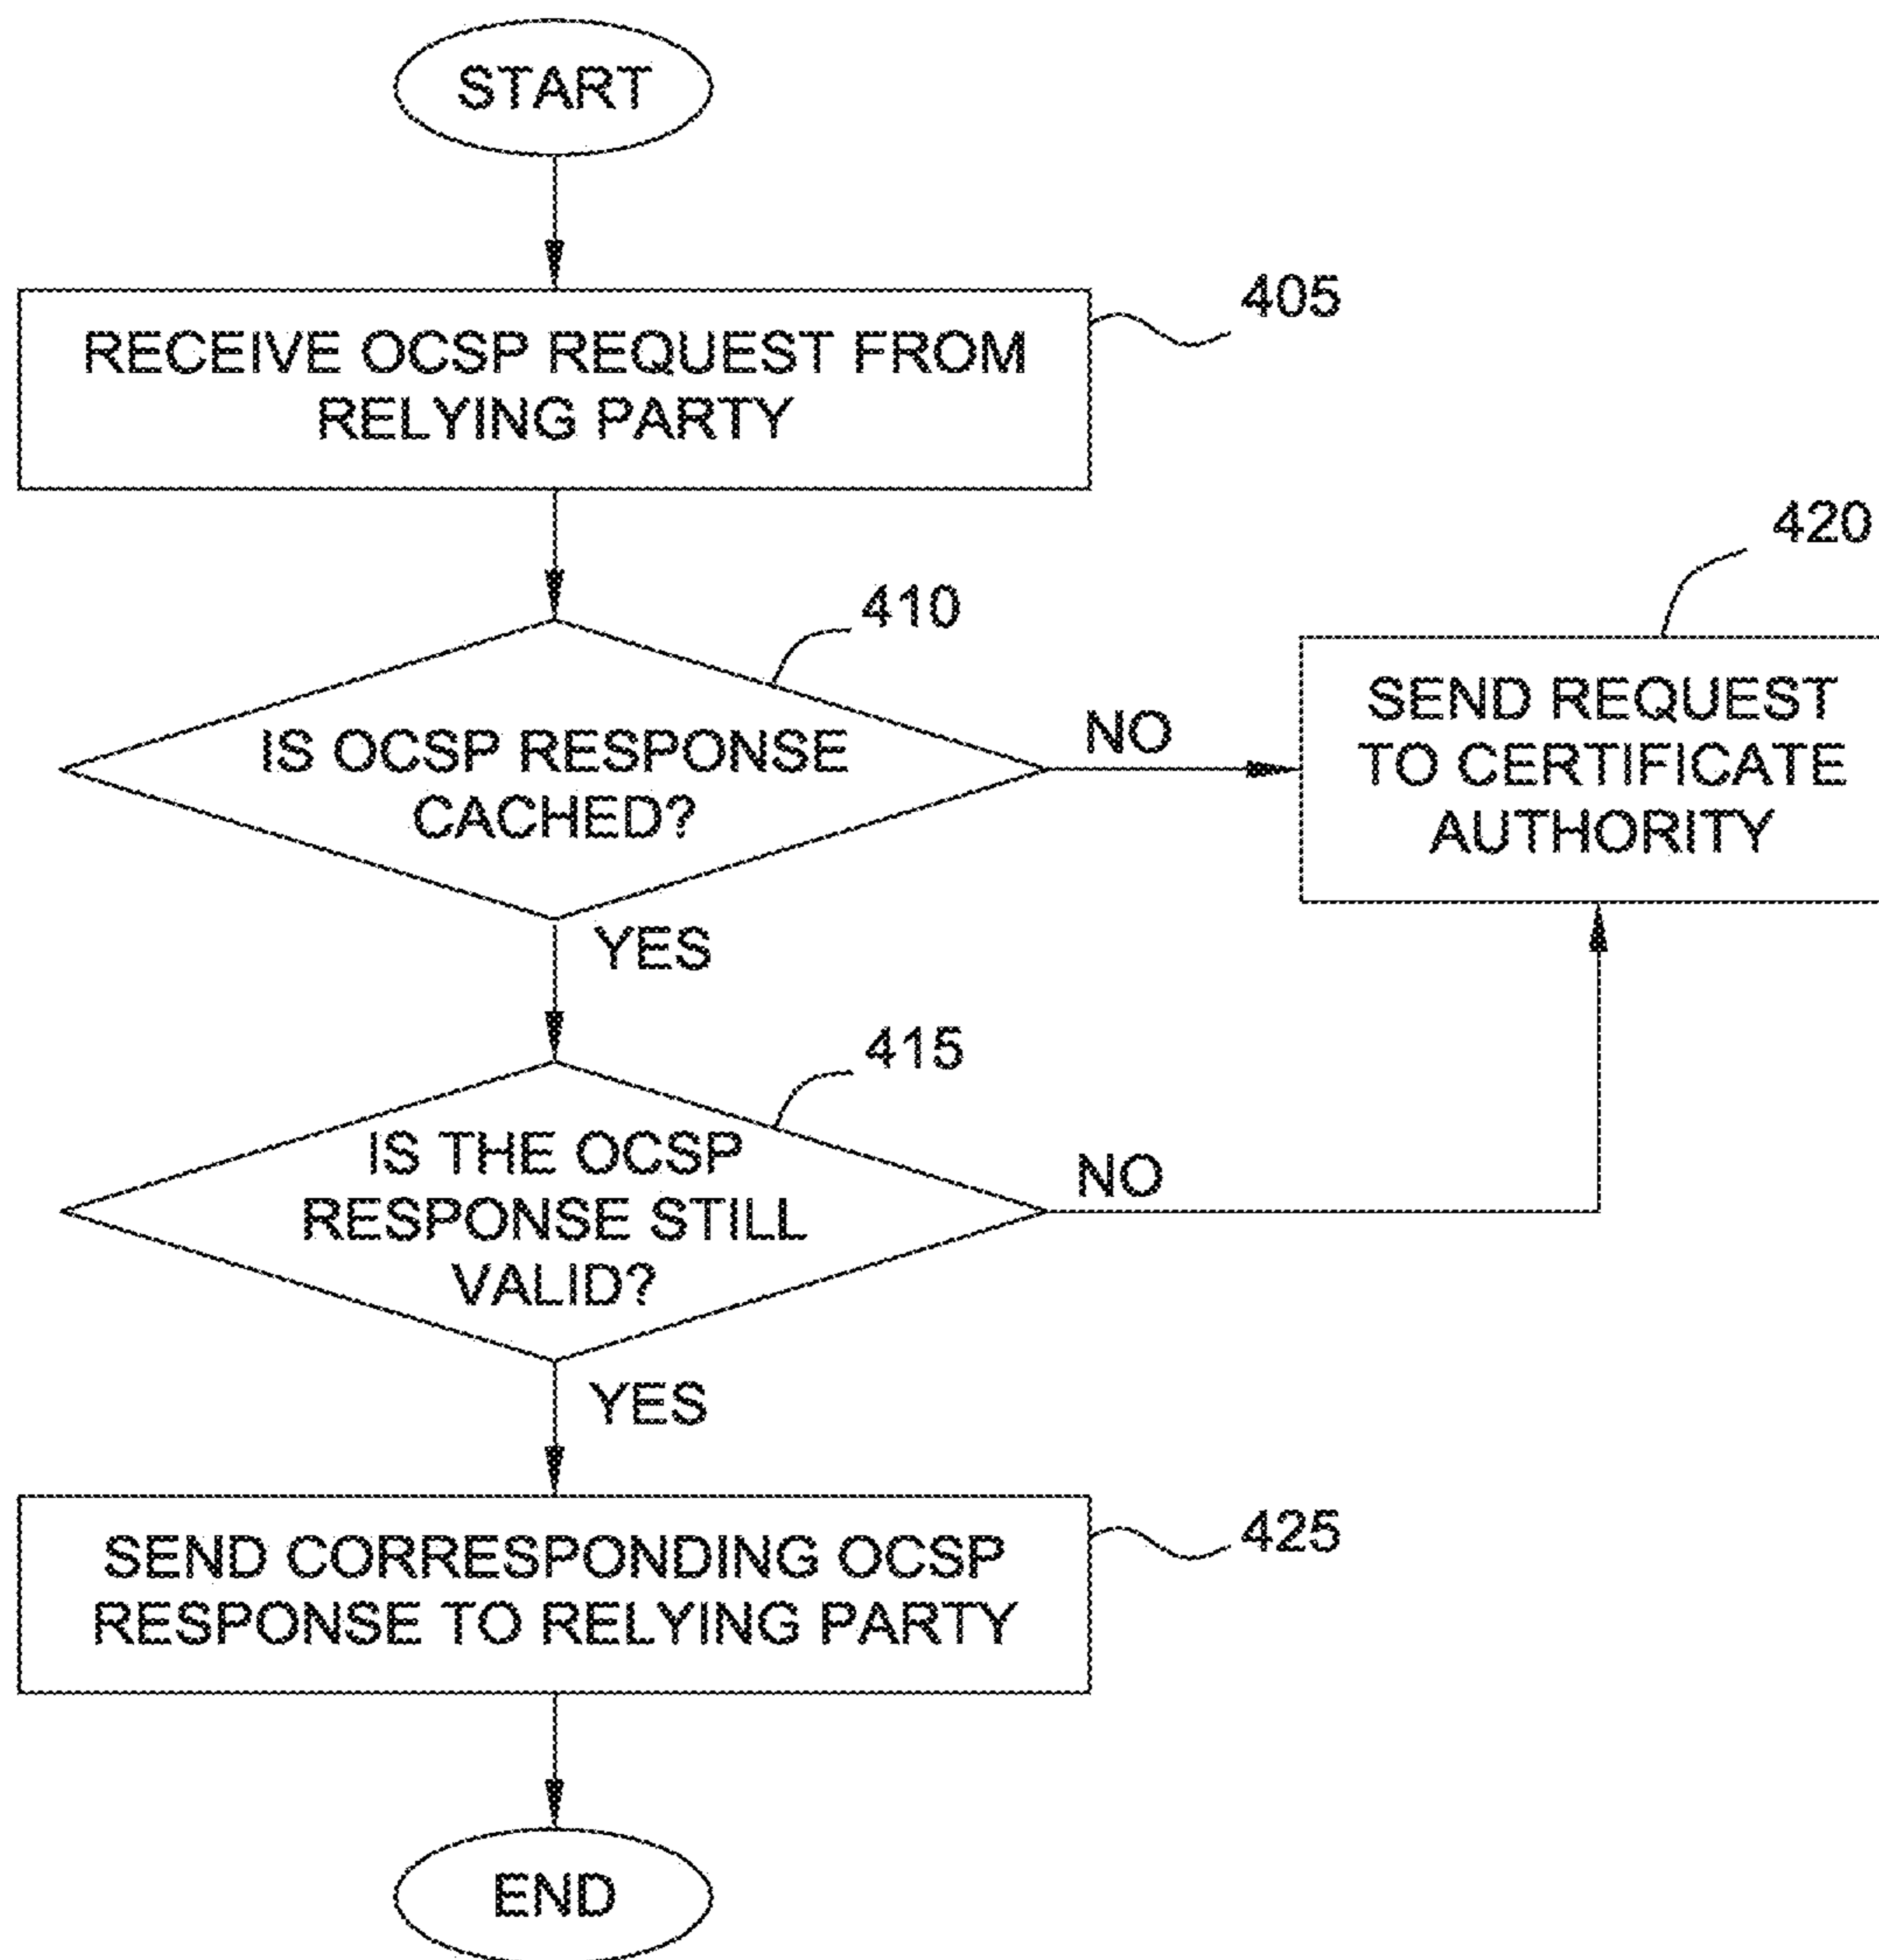 START
RECEIVE OCSP REQUEST FROM
RELYING PARTY
405
IS OCSP RESPONSE
CACHED?
410
NO
SEND REQUEST
TO CERTIFICATE
AUTHORITY
420
YES
IS THE OCSP
RESPONSE STILL
VALID?
415
NO
YES
SEND CORRESPONDING OCSP
RESPONSE TO RELYING PARTY
425
END